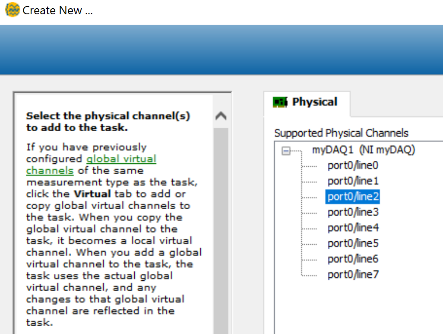 Create New ...
Select the physical channel(s)
to add to the task.
If you have previously
configured global virtual
channels of the same
measurement type as the task,
click the Virtual tab to add or
copy global virtual channels to
the task. When you copy the
global virtual channel to the
task, it becomes a local virtual
channel. When you add a global
virtual channel to the task, the
task uses the actual global
virtual channel, and any
changes to that global virtual
channel are reflected in the
task.
Physical
Supported Physical Channels
myDAQ1 (NI myDAQ)
port0/line0
port0/line1
port0/line2
port0/line3
port0/line4
port0/line5
port0/line6
port0/line7